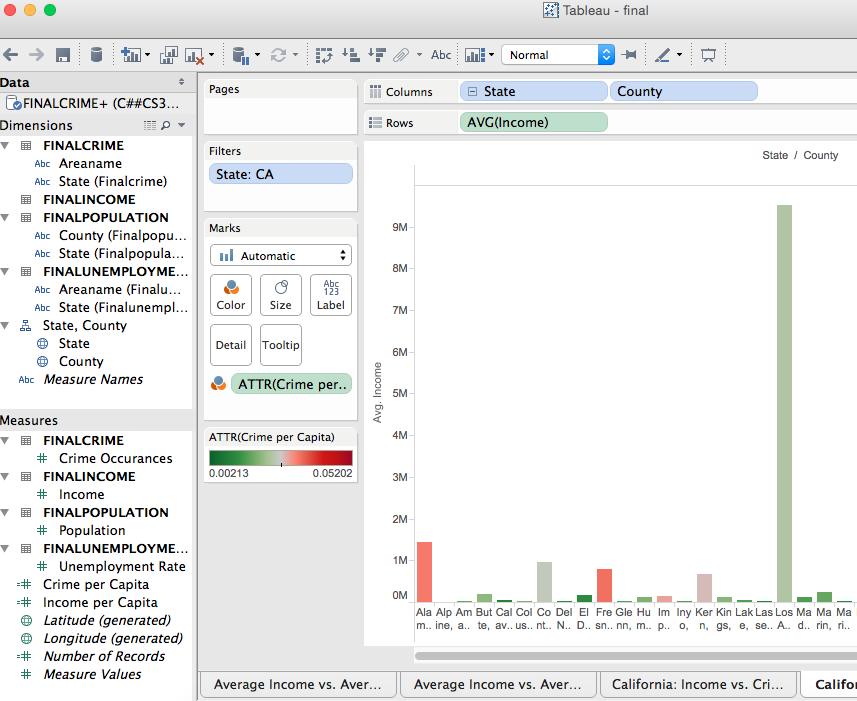 Tableau - final
Abc
Normal
Data
FINALCRIME+ (C##CS3...
Dimensions
FINALCRIME
Abc Areaname
Abc State (Finalcrime)
FINALINCOME
FINALPOPULATION
Abc County (Finalpopu...
Abc State (Finalpopula...
FINALUNEMPLOYME...
Abc Areaname (Finalu...
Abc State (Finalunempl...
State, County
State
County
Abc Measure Names
Measures
FINALCRIME
Crime Occurances
FINALINCOME
Income
FINALPOPULATION
Population
FINALUNEMPLOYME...
Unemployment Rate
Crime per Capita
Income per Capita
Latitude (generated)
Longitude (generated)
Number of Records
Measure Values
Pages
Filters
State: CA
Marks
Automatic
Color
Size
Abc
123
Label
Detail
Tooltip
ATTR(Crime per..
ATTR(Crime per Capita)
0.00213 0.05202
Columns
State
County
Rows
AVG(Income)
State / County
Avg. Income
9M
8M
7M
6M
5M
4M
3M
2M
1M
0M
Ala Alp Am But Cal Col Co Del El Fre Gle Hu Im Iny Ker Kin Lak Las Los Ma Ma Ma
m.. ine, a.. te, av.. us.. nt.. N.. D.. sn.. nn, m.. p.. o, n, gs, e, se.. A.. d.. rin, ri..
Average Income vs. Aver...
Average Income vs. Aver...
California: Income vs. Cri...
Califor